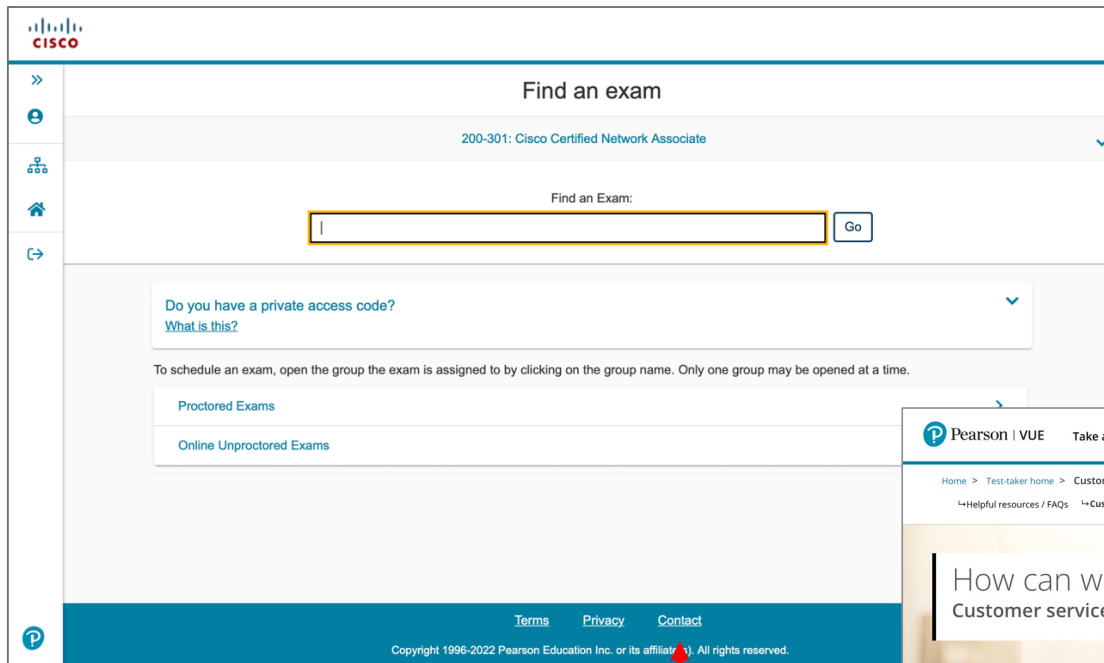 CISCO
Find an exam
200-301: Cisco Certified Network Associate
Find an Exam:
Go
Do you have a private access code?
What is this?
To schedule an exam, open the group the exam is assigned to by clicking on the group name. Only one group may be opened at a time.
Proctored Exams
Online Unproctored Exams
Terms Privacy Contact
Copyright 1996-2022 Pearson Education Inc. or its All rights reserved.
Pearson | VUE Take
Home > Test-taker home >
Helpful resources / FAQs
How can
Customer service